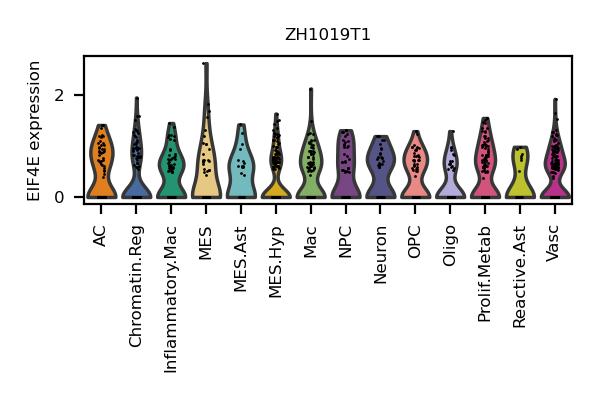 ZH1019T1
EIF4E expression
2
0
AC
Chromatin.Reg
Inflammatory.Mac
MES
MES.Ast
MES.Hyp
Mac
NPC
Neuron
OPC
Oligo
Prolif.Metab
Reactive.Ast
Vasc